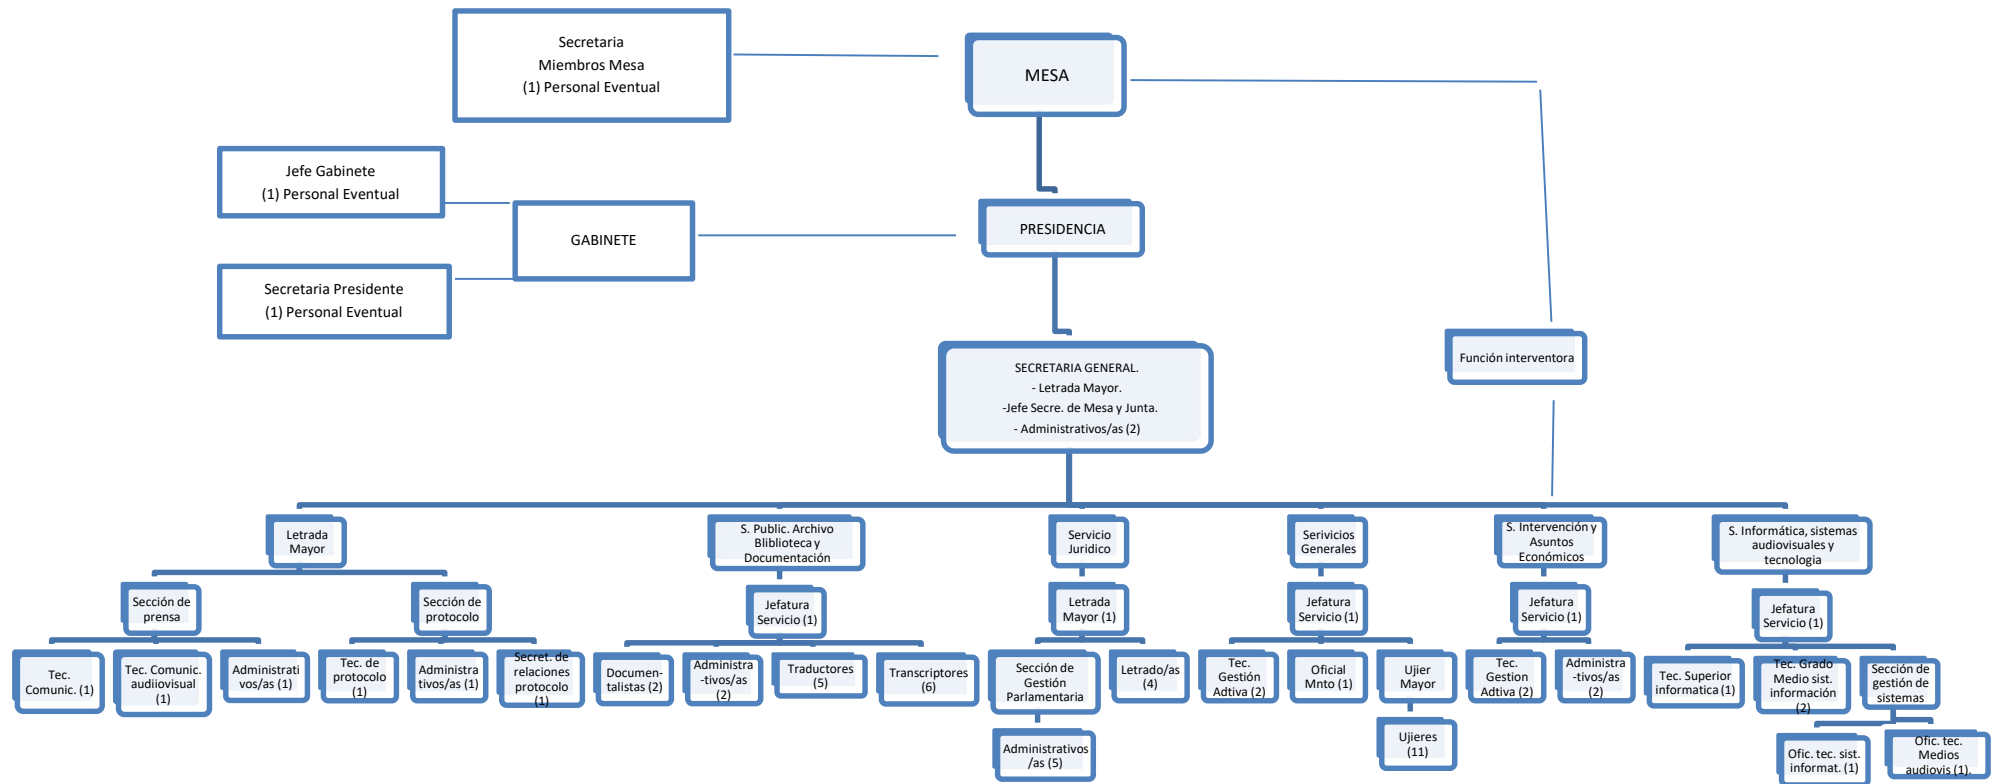 Secretaria
Miembros Mesa
(1) Personal Eventual
MESA
Jefe Gabinete
(1) Personal Eventual
GABINETE
PRESIDENCIA
Secretaria Presidente
(1) Personal Eventual
SECRETARIA GENERAL.
- Letrada Mayor.
-Jefe Secre. de Mesa y Junta.
- Administrativos/as (2)
Función interventora
Letrada
Mayor
S. Public. Archivo
Bliblioteca y
Documentación
Servicio
Juridico
Serivicios
Generales
S. Intervención y
Asuntos
Económicos
S. Informática, sistemas
audiovisuales y
tecnologia
Sección de
prensa
Sección de
protocolo
Jefatura
Servicio (1)
Letrada
Mayor (1)
Jefatura
Servicio (1)
Jefatura
Servicio (1)
Jefatura
Servicio (1)
Tec.
Comunic. (1)
Tec. Comunic.
audiiovisual
(1)
Administrati
vos/as (1)
Tec. de
protocolo
(1)
Administra
tivos/as (1)
Secret. de
relaciones
protocolo
(1)
Documen-
talistas (2)
Administra
-tivos/as
(2)
Traductores
(5)
Transcriptores
(6)
Sección de
Gestión
Parlamentaria
Letrado/as
(4)
Tec.
Gestión
Adtiva (2)
Oficial
Mnto (1)
Ujier
Mayor
Tec.
Gestion
Adtiva (2)
Administra
-tivos/as
(2)
Tec. Superior
informatica (1)
Tec. Grado
Medio sist.
información
(2)
Sección de
gestión de
sistemas
Administrativos
/as (5)
Ujieres
(11)
Ofic. tec. sist.
informat. (1)
Ofic. tec.
Medios
audiovis (1).